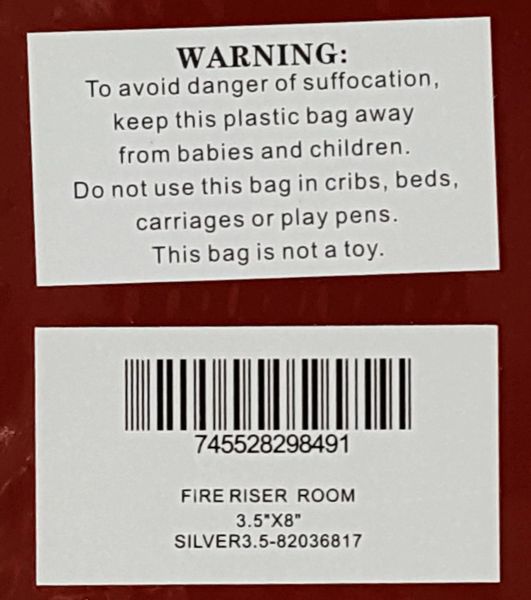 WARNING:
To avoid danger of suffocation,
keep this plastic bag away
from babies and children.
Do not use this bag in cribs, beds,
carriages or play pens.
This bag is not a toy.
745528298491
FIRE RISER ROOM
3.5"X8"
SILVER3.5-82036817